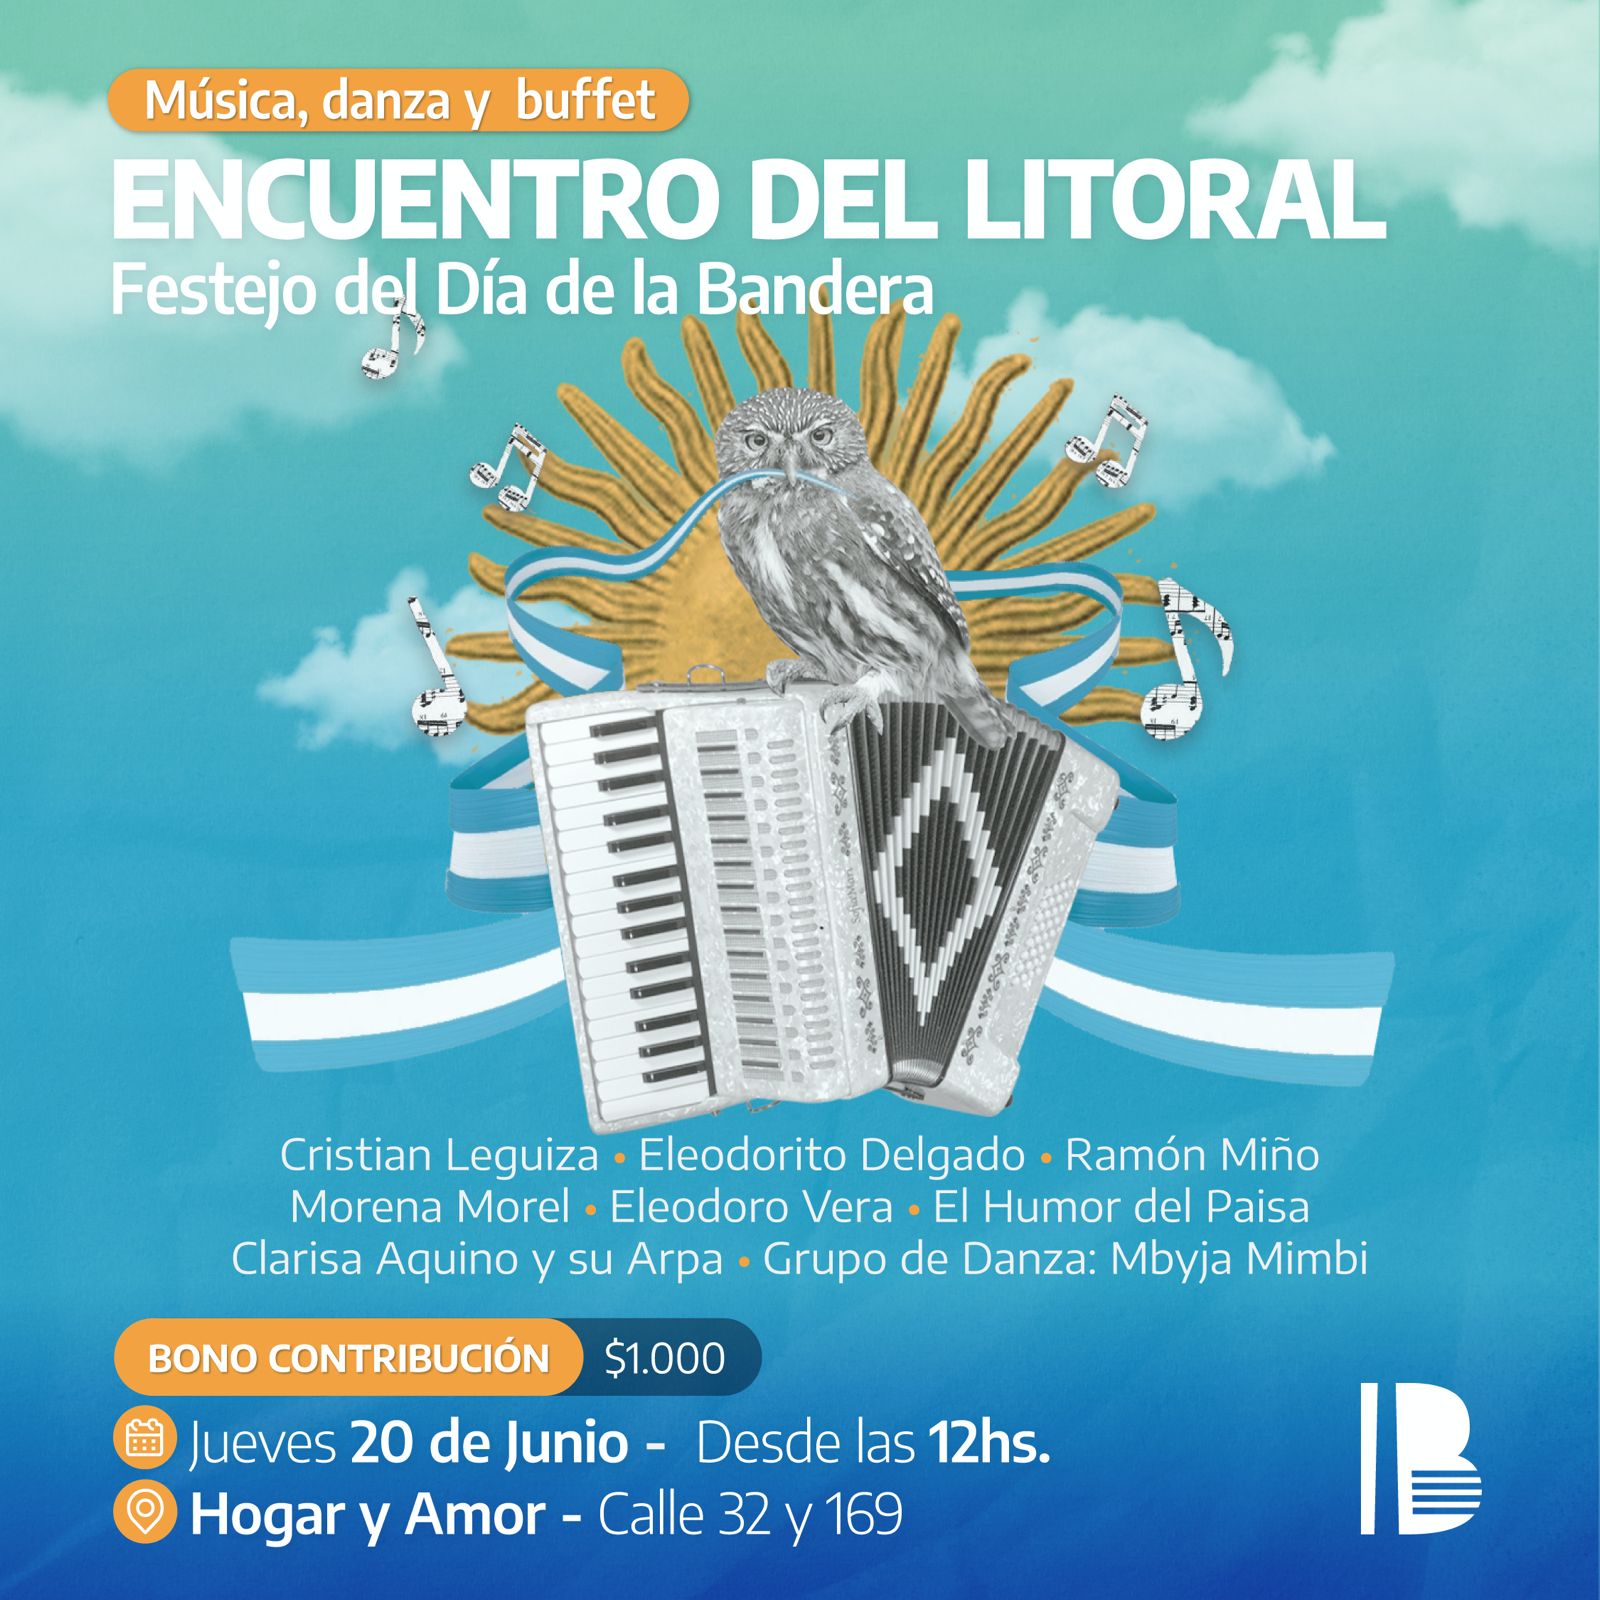 Música, danza y buffet
ENCUENTRO DEL LITORAL
Festejo del Día de la Bandera
SofiaMari
Cristian Leguiza • Eleodorito Delgado • Ramón Miño
Morena Morel • Eleodoro Vera • El Humor del Paisa
Clarisa Aquino y su Arpa • Grupo de Danza: Mbyja Mimbi
BONO CONTRIBUCIÓN $1.000
Jueves 20 de Junio - Desde las 12hs.
Hogar y Amor - Calle 32 y 169
B